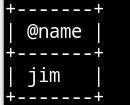 +-------+
| @name |
+-------+
| jim   |
+-------+